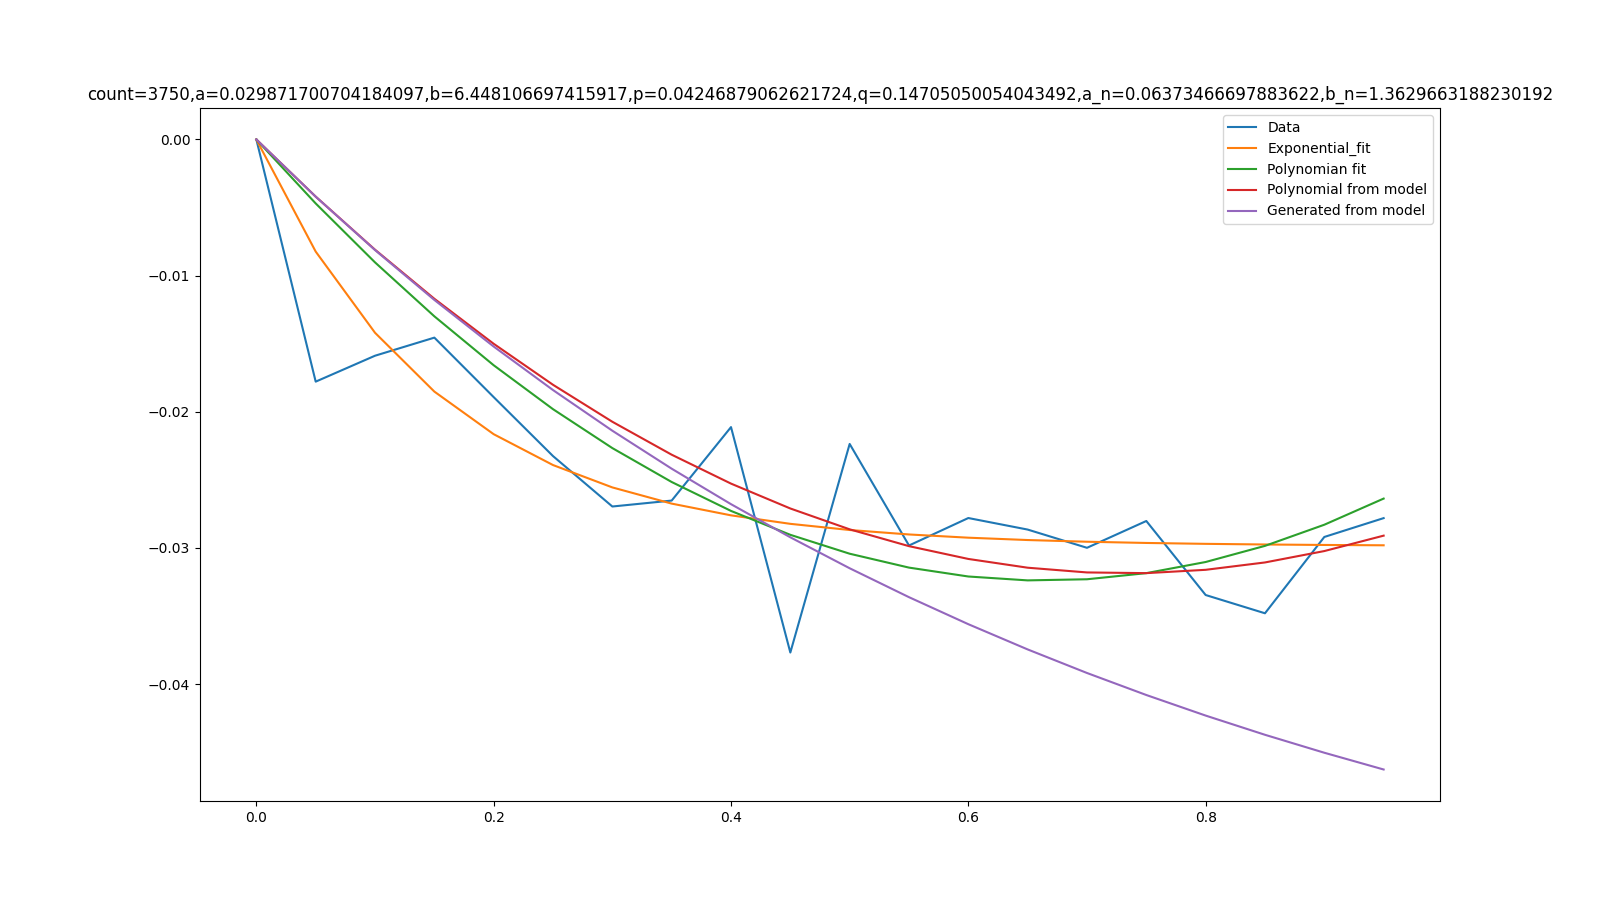 count=3750,a=0.029871700704184097,b=6.448106697415917,p=0.04246879062621724,q=0.14705050054043492,a_n=0.06373466697883622,b_n=1.3629663188230192
Data
Exponential_fit
Polynomian fit
Polynomial from model
Generated from model
0.00
−0.01
−0.02
−0.03
−0.04
0.0 0.2 0.4 0.6 0.8